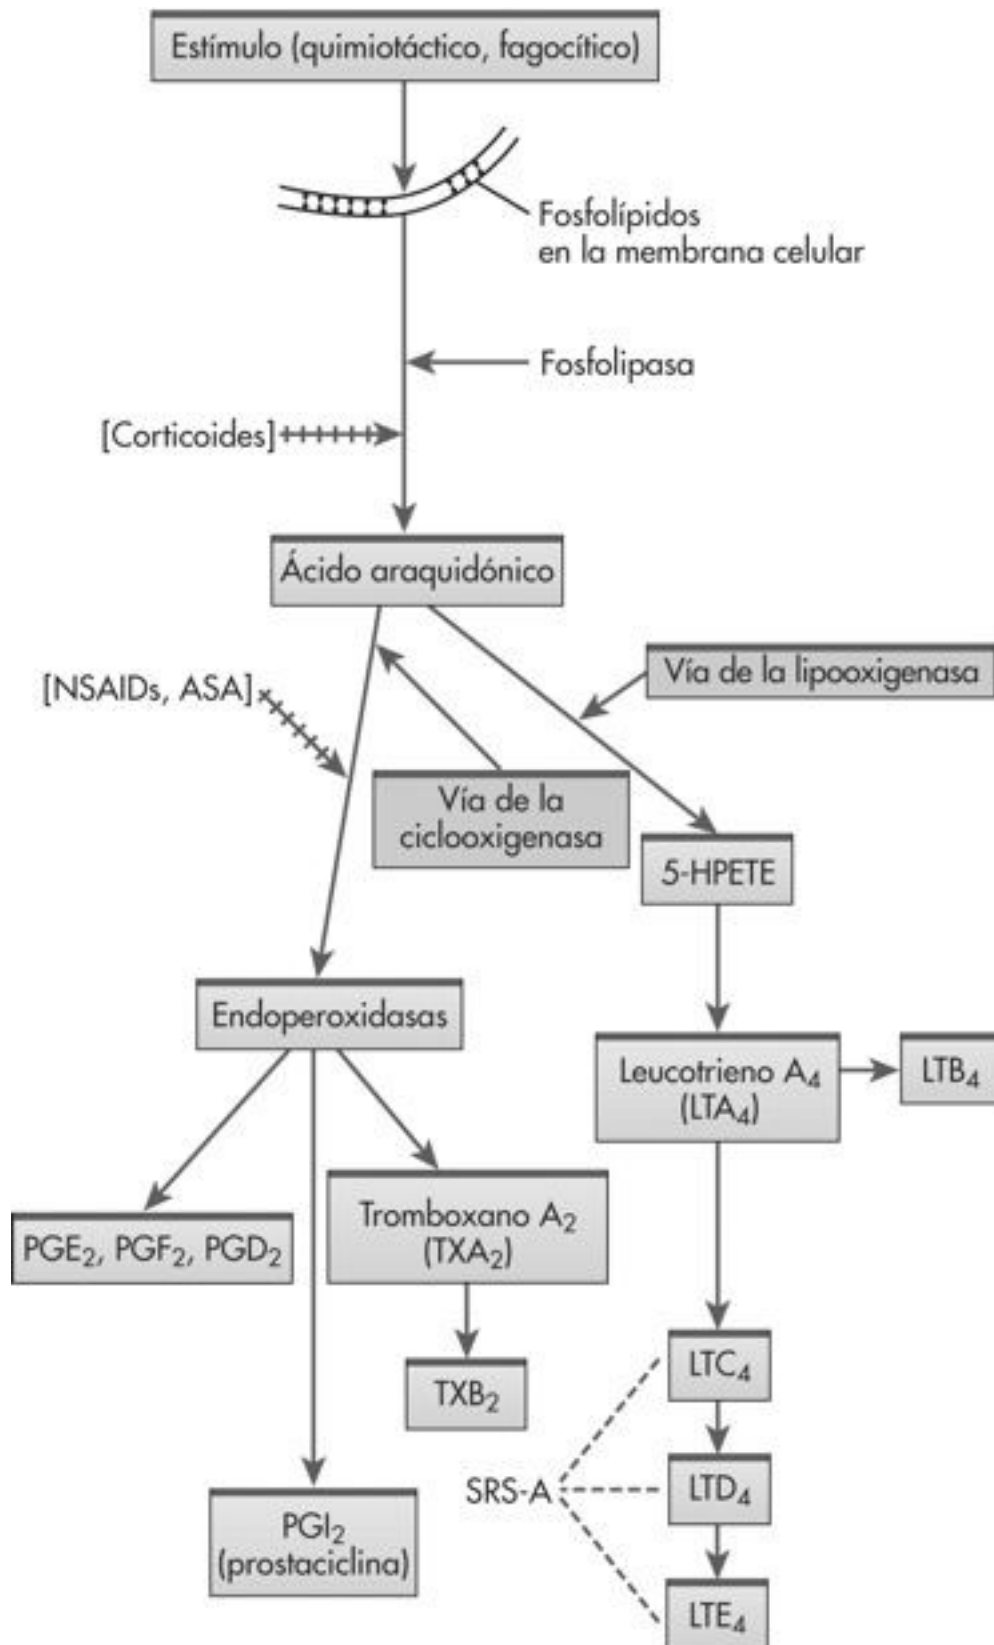 Estímulo (quimiotáctico, fagocítico)
Fosfolípidos
en la membrana celular
Fosfolipasa
[Corticoides]
Ácido araquidónico
[NSAIDs, ASA]
Vía de la lipooxigenasa
Vía de la
ciclooxigenasa
5-HPETE
Endoperoxidasas
Leucotrieno A₄
(LTA₄)
LTB₄
PGE₂, PGF₂, PGD₂
Tromboxano A₂
(TXA₂)
TXB₂
LTC₄
SRS-A
LTD₄
PGI₂
(prostaciclina)
LTE₄